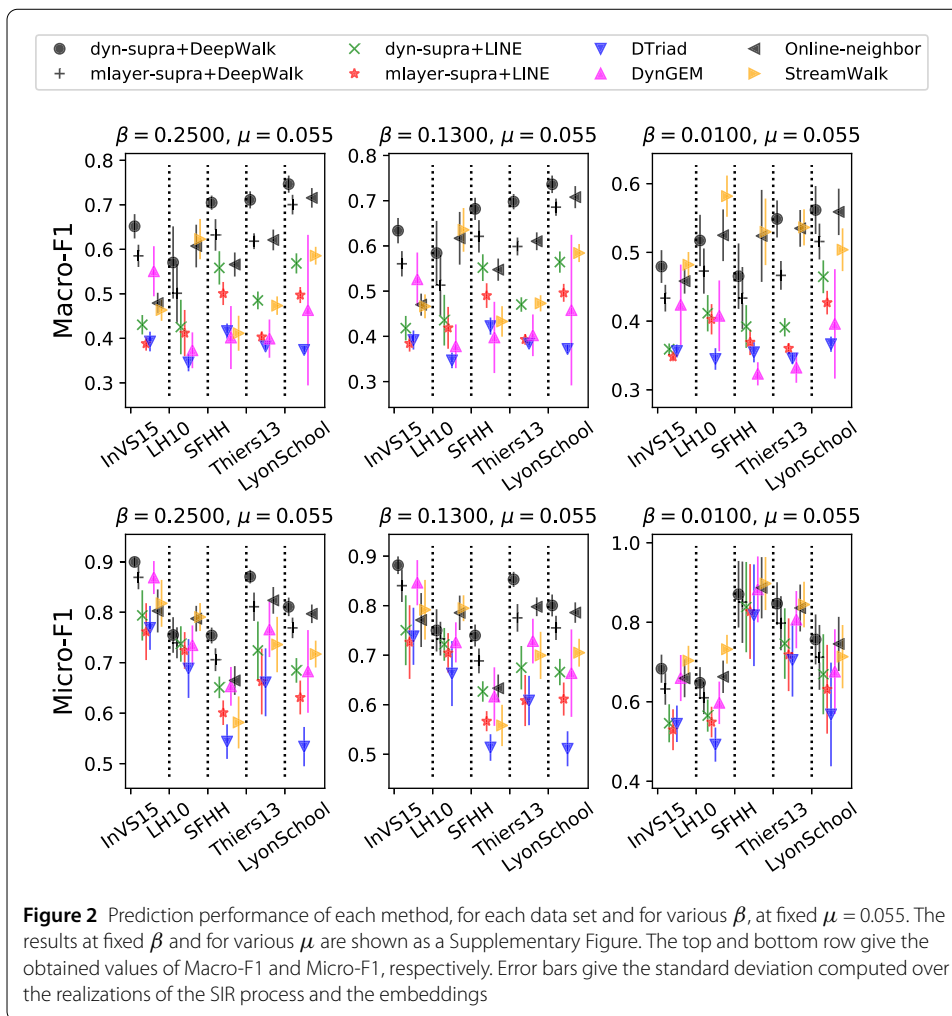 dyn-supra+DeepWalk dyn-supra+LINE DTriad Online-neighbor
mlayer-supra+DeepWalk mlayer-supra+LINE DynGEM StreamWalk
β = 0.2500, μ = 0.055 β = 0.1300, μ = 0.055 β = 0.0100, μ = 0.055
Macro-F1
0.8
0.7
0.6
0.5
0.4
0.3
InVS15 LH10 SFHH Thiers13 LyonSchool
0.8
0.7
0.6
0.5
0.4
0.3
InVS15 LH10 SFHH Thiers13 LyonSchool
0.6
0.5
0.4
0.3
InVS15 LH10 SFHH Thiers13 LyonSchool
β = 0.2500, μ = 0.055 β = 0.1300, μ = 0.055 β = 0.0100, μ = 0.055
Micro-F1
0.9
0.8
0.7
0.6
0.5
InVS15 LH10 SFHH Thiers13 LyonSchool
0.9
0.8
0.7
0.6
0.5
InVS15 LH10 SFHH Thiers13 LyonSchool
1.0
0.8
0.6
0.4
InVS15 LH10 SFHH Thiers13 LyonSchool
Figure 2 Prediction performance of each method, for each data set and for various β, at fixed μ = 0.055. The
results at fixed β and for various μ are shown as a Supplementary Figure. The top and bottom row give the
obtained values of Macro-F1 and Micro-F1, respectively. Error bars give the standard deviation computed over
the realizations of the SIR process and the embeddings